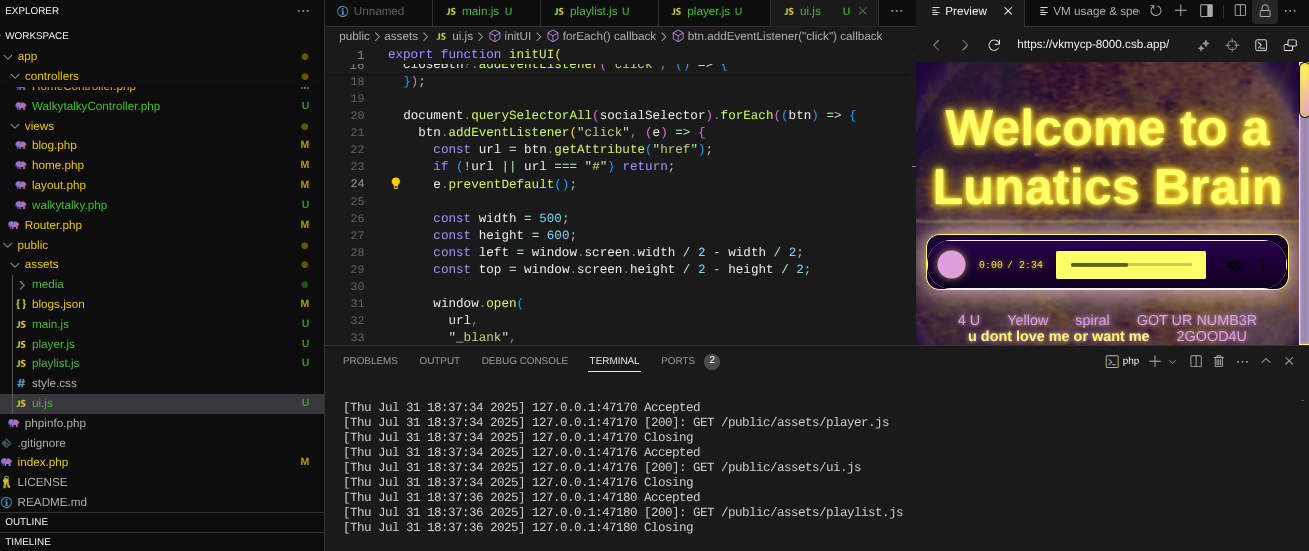 EXPLORER
WORKSPACE
app
controllers
HomeController.php M
WalkytalkyController.php U
views
blog.php M
home.php M
layout.php M
walkytalky.php U
Router.php M
public
assets
media
{ } blogs.json M
JS main.js U
JS player.js U
JS playlist.js U
# style.css
JS ui.js U
phpinfo.php
.gitignore
index.php M
LICENSE
README.md
OUTLINE
TIMELINE
Unnamed JS main.js U JS playlist.js U JS player.js U JS ui.js U
public > assets > JS ui.js > initUI > forEach() callback > btn.addEventListener("click") callback
1 export function initUI(
16 closeBtn?.addEventListener("click", () => {
18 });
19
20 document.querySelectorAll(socialSelector).forEach((btn) => {
21 btn.addEventListener("click", (e) => {
22 const url = btn.getAttribute("href");
23 if (!url || url === "#") return;
24 e.preventDefault();
25
26 const width = 500;
27 const height = 600;
28 const left = window.screen.width / 2 - width / 2;
29 const top = window.screen.height / 2 - height / 2;
30
31 window.open(
32 url,
33 "_blank",
Preview VM usage & spe
https://vkmycp-8000.csb.app/
Welcome to a
Lunatics Brain
0:00 / 2:34
4 U Yellow spiral GOT UR NUMB3R
u dont love me or want me 2GOOD4U
PROBLEMS OUTPUT DEBUG CONSOLE TERMINAL PORTS 2
php
[Thu Jul 31 18:37:34 2025] 127.0.0.1:47170 Accepted
[Thu Jul 31 18:37:34 2025] 127.0.0.1:47170 [200]: GET /public/assets/player.js
[Thu Jul 31 18:37:34 2025] 127.0.0.1:47170 Closing
[Thu Jul 31 18:37:34 2025] 127.0.0.1:47176 Accepted
[Thu Jul 31 18:37:34 2025] 127.0.0.1:47176 [200]: GET /public/assets/ui.js
[Thu Jul 31 18:37:34 2025] 127.0.0.1:47176 Closing
[Thu Jul 31 18:37:36 2025] 127.0.0.1:47180 Accepted
[Thu Jul 31 18:37:36 2025] 127.0.0.1:47180 [200]: GET /public/assets/playlist.js
[Thu Jul 31 18:37:36 2025] 127.0.0.1:47180 Closing